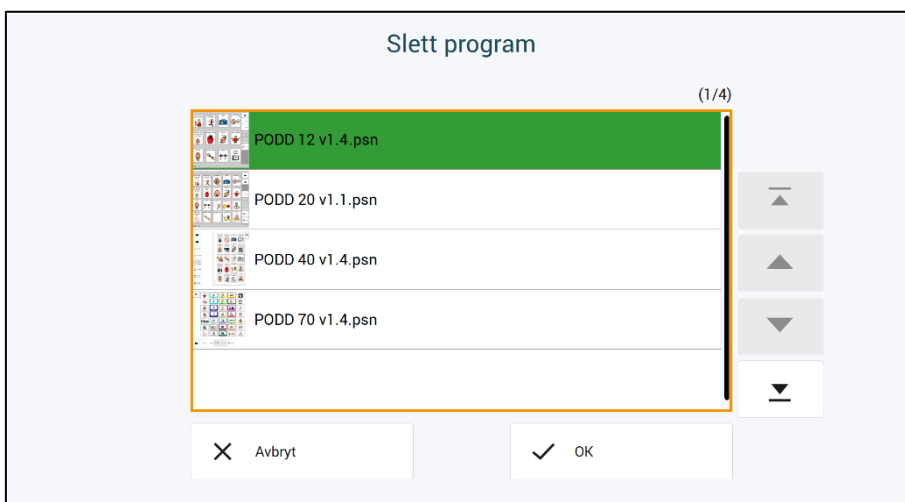 Slett program
(1/4)
PODD 12 v1.4.psn
PODD 20 v1.1.psn
PODD 40 v1.4.psn
PODD 70 v1.4.psn
Avbryt
OK